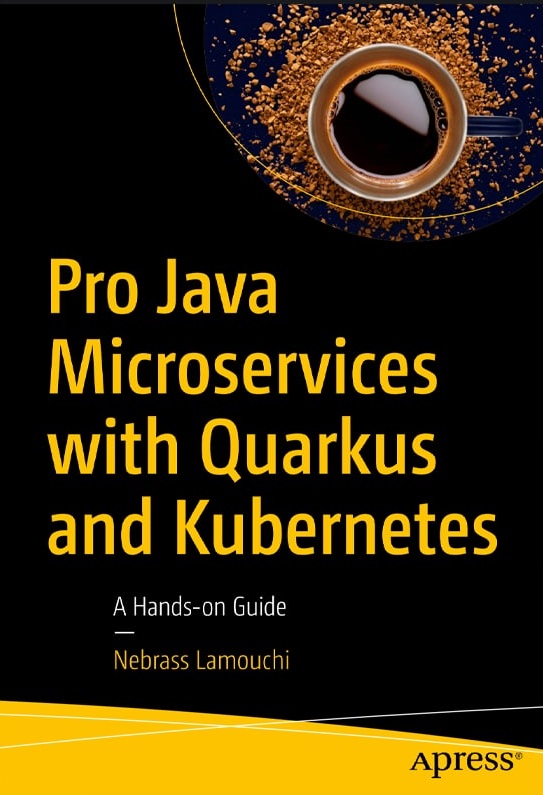 Pro Java
Microservices
with Quarkus
and Kubernetes
A Hands-on Guide
Nebrass Lamouchi
Apress®